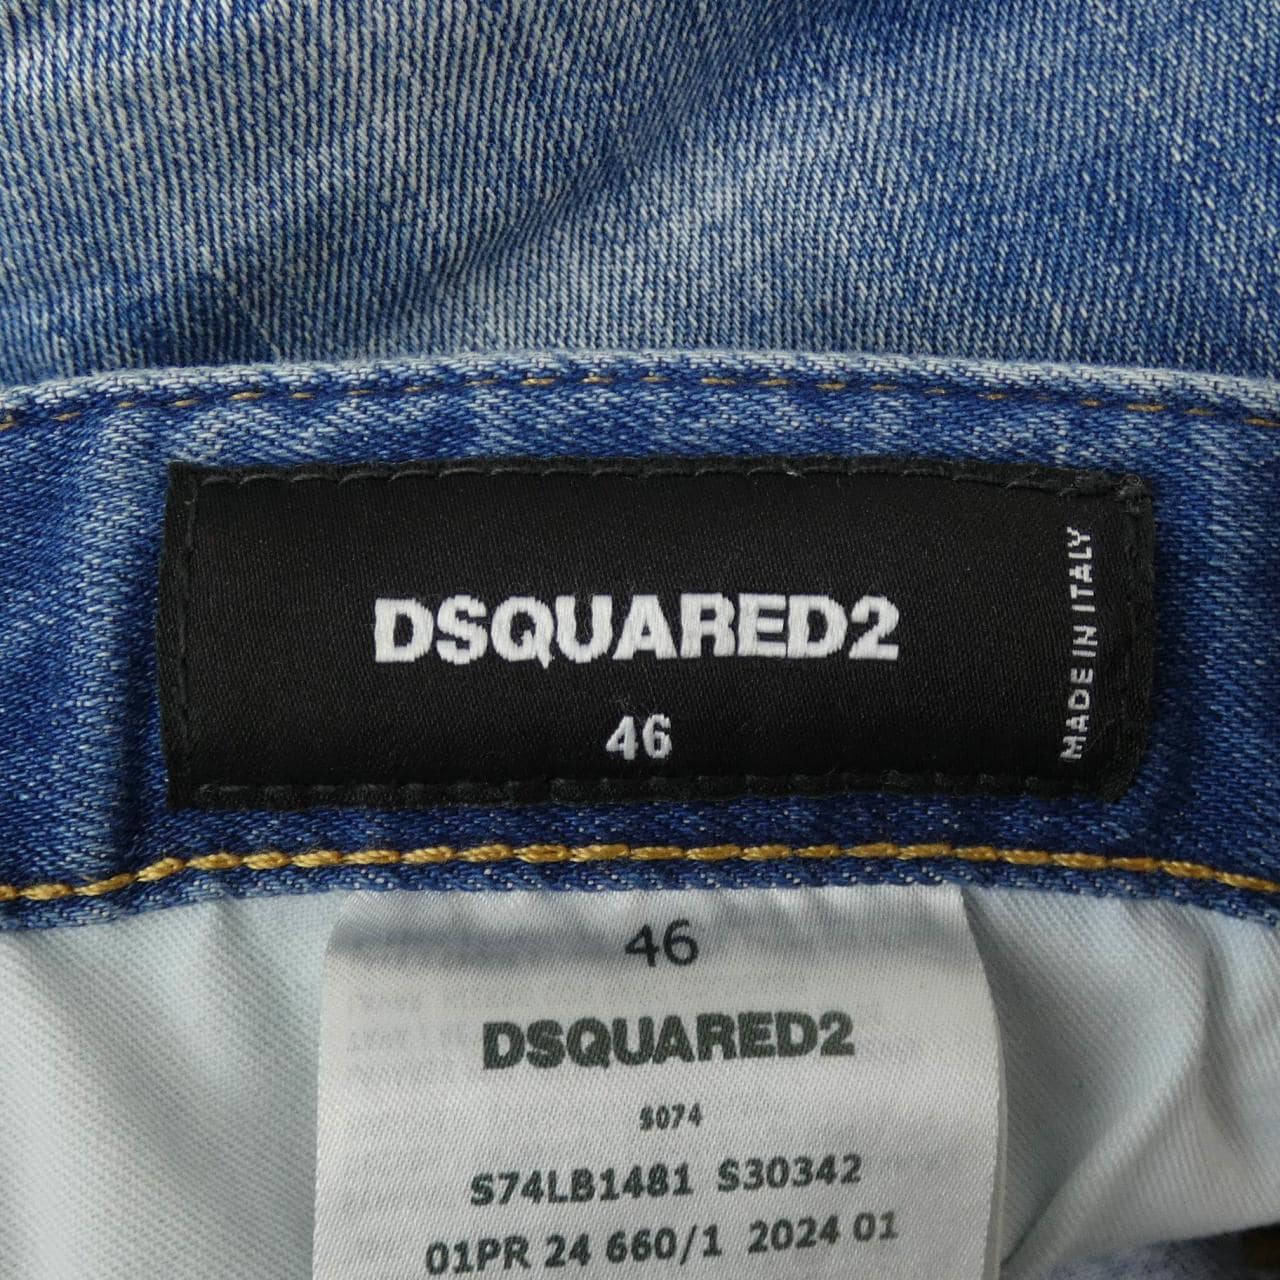 DSQUARED2
46
MADE IN ITALY
46
DSQUARED2
S074
S74LB1481 S30342
01PR 24 660/1 2024 01